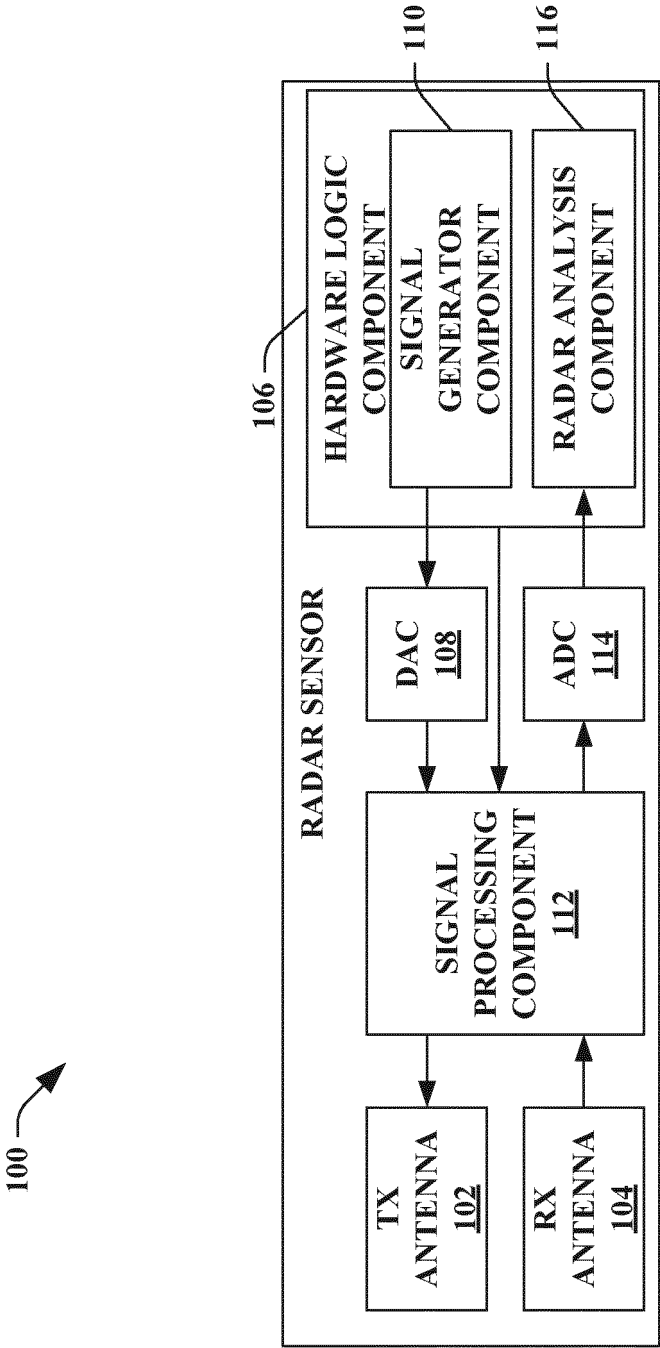 100
RADAR SENSOR
106
HARDWARE LOGIC
COMPONENT
110
SIGNAL
GENERATOR
COMPONENT
116
RADAR ANALYSIS
COMPONENT
DAC
108
ADC
114
SIGNAL
PROCESSING
COMPONENT
112
TX
ANTENNA
102
RX
ANTENNA
104